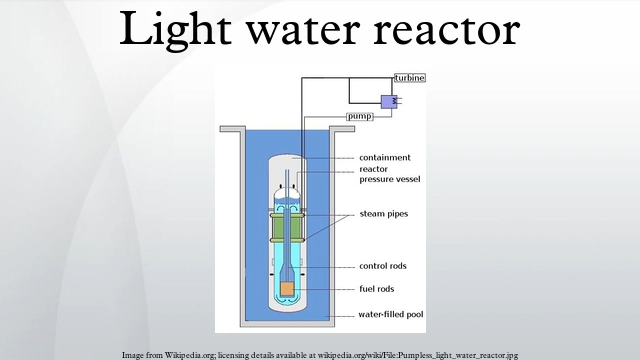 Light water reactor
turbine
pump
containment
reactor
pressure vessel
steam pipes
control rods
fuel rods
water-filled pool
Image from Wikipedia.org; licensing details available at wikipedia.org/wiki/File:Pumpless_light_water_reactor.jpg